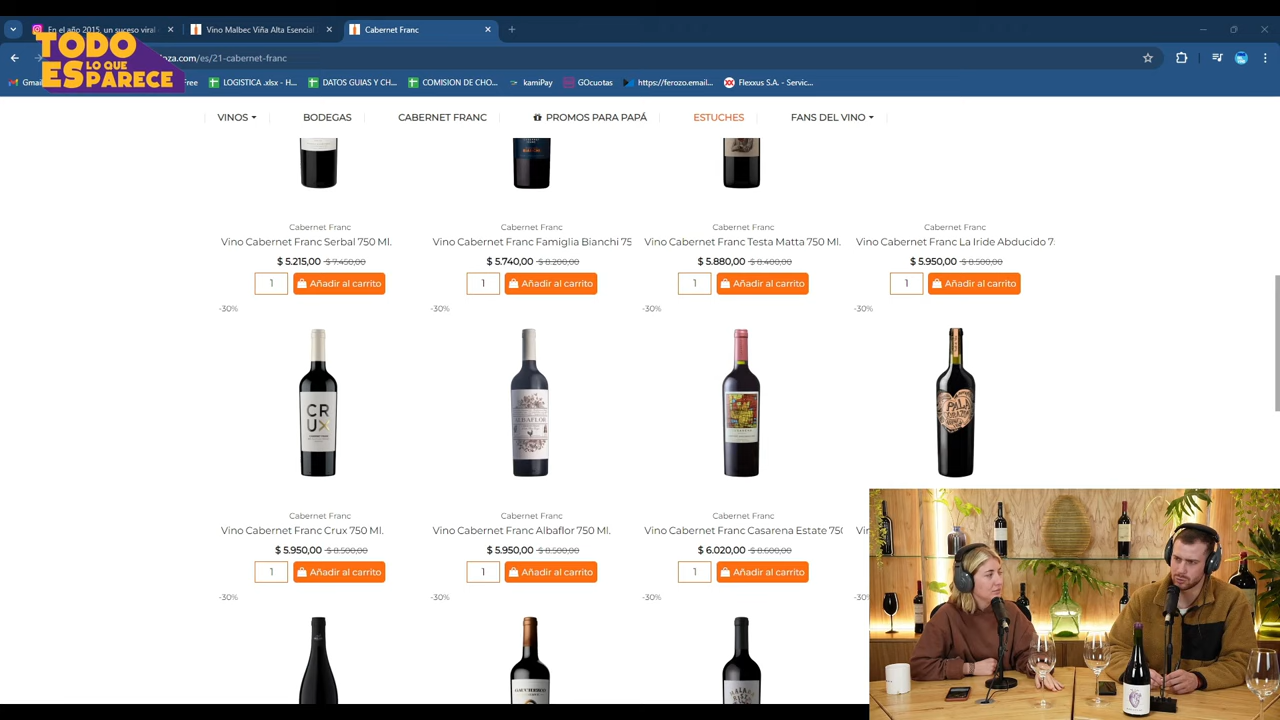 En el año 2015, un suceso viral
Vino Malbec Viña Alta Esencial
Cabernet Franc
TODO
LO QUE
ES PARECE
oza.com/es/21-cabernet-franc
Gmai
Free
LOGISTICA .xlsx - H...
DATOS GUIAS Y CH...
COMISION DE CHO...
kamiPay
GOcuotas
https://ferozo.email...
Flexxus S.A. - Servic...
VINOS
BODEGAS
CABERNET FRANC
PROMOS PARA PAPÁ
ESTUCHES
FANS DEL VINO
Cabernet Franc Cabernet Franc Cabernet Franc Cabernet Franc
Vino Cabernet Franc Serbal 750 Ml. Vino Cabernet Franc Famiglia Bianchi 75 Vino Cabernet Franc Testa Matta 750 Ml. Vino Cabernet Franc La Iride Abducido 7.
$ 5.215,00 $ 7.450,00 $ 5.740,00 $ 8.200,00 $ 5.880,00 $ 8.400,00 $ 5.950,00 $ 8.500,00
1 Añadir al carrito 1 Añadir al carrito 1 Añadir al carrito 1 Añadir al carrito
-30% -30% -30% -30%
CR
UX
ALBAFLOR
Cabernet Franc Cabernet Franc Cabernet Franc
Vino Cabernet Franc Crux 750 Ml. Vino Cabernet Franc Albaflor 750 Ml. Vino Cabernet Franc Casarena Estate 750 Vi
$ 5.950,00 $ 8.500,00 $ 5.950,00 $ 8.500,00 $ 6.020,00 $ 8.600,00
1 Añadir al carrito 1 Añadir al carrito 1 Añadir al carrito
-30% -30% -30% -30%